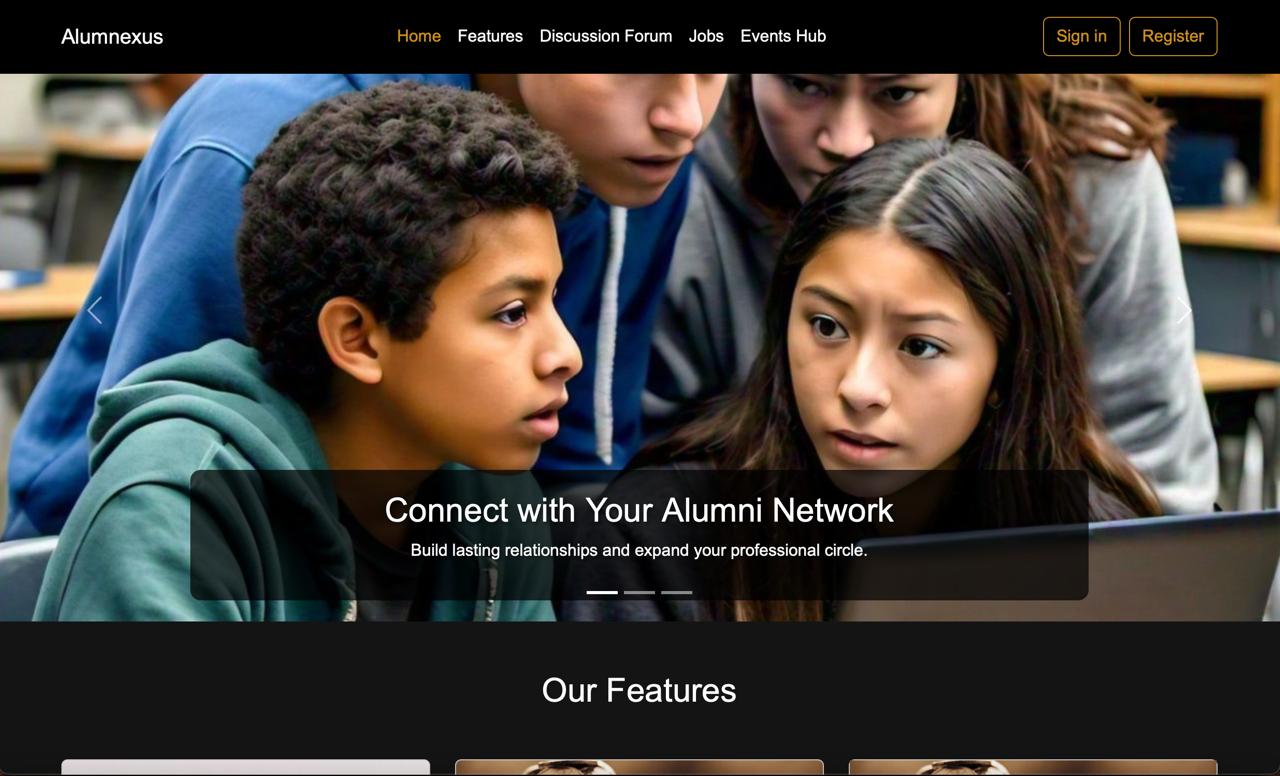 Alumnexus
Home Features Discussion Forum Jobs Events Hub
Sign in Register
Connect with Your Alumni Network
Build lasting relationships and expand your professional circle.
Our Features